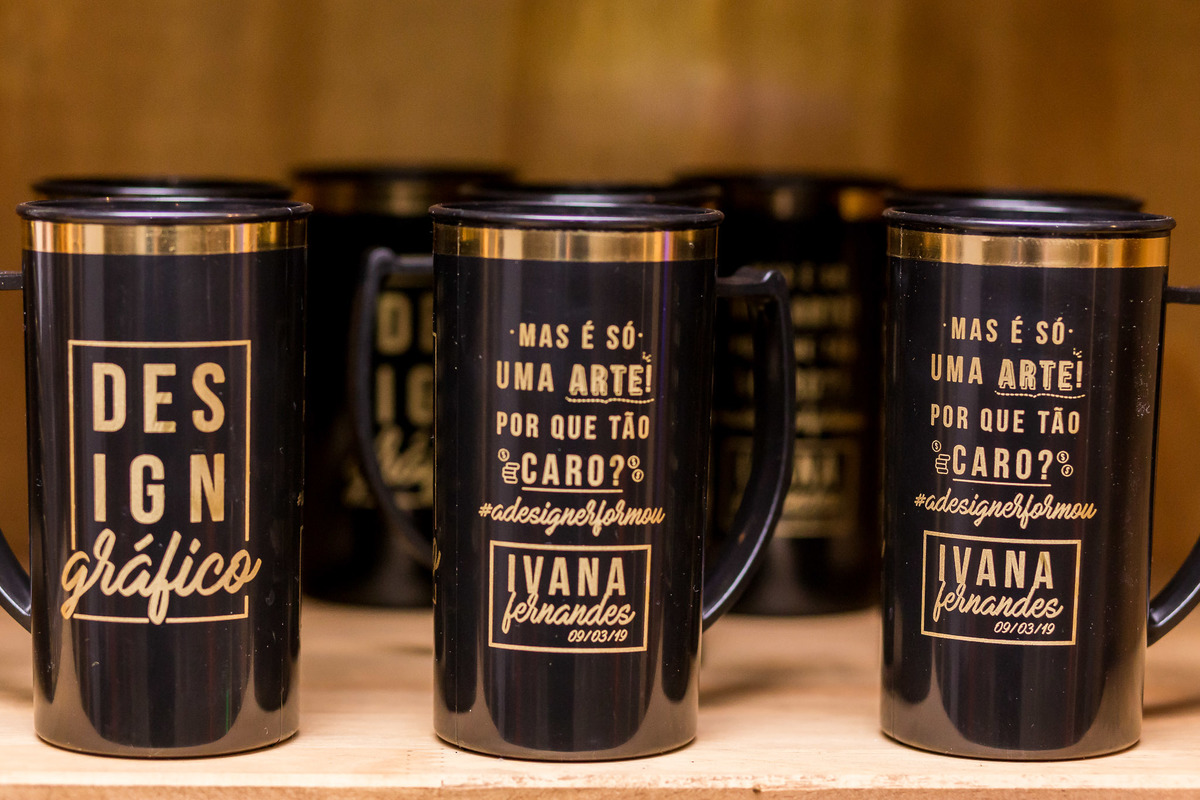 DES
IGN
gráfico
·MAS É SÓ·
UMA ARTE!
POR QUE TÃO
CARO?
#adesignerformou
IVANA
fernandes
09/03/19
·MAS É SÓ·
UMA ARTE!
POR QUE TÃO
CARO?
#adesignerformou
IVANA
fernandes
09/03/19